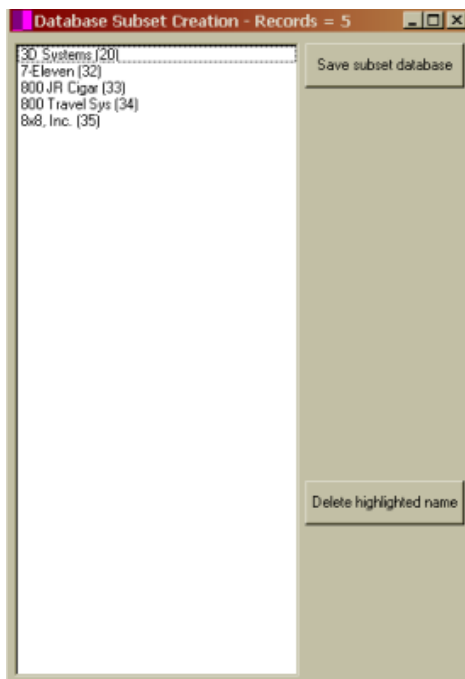 Database Subset Creation - Records = 5
3D Systems (20)
7-Eleven (32)
800 JR Cigar (33)
800 Travel Sys (34)
8x8, Inc. (35)
Save subset database
Delete highlighted name